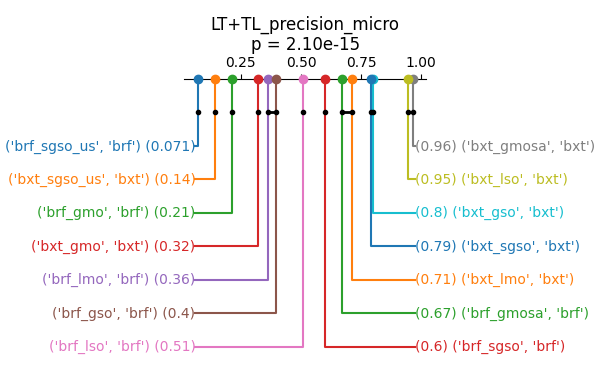 LT+TL_precision_micro
p = 2.10e-15
0.25 0.50 0.75 1.00
('brf_sgso_us', 'brf') (0.071)
(0.96) ('bxt_gmosa', 'bxt')
('bxt_sgso_us', 'bxt') (0.14)
(0.95) ('bxt_lso', 'bxt')
('brf_gmo', 'brf') (0.21)
(0.8) ('bxt_gso', 'bxt')
('bxt_gmo', 'bxt') (0.32)
(0.79) ('bxt_sgso', 'bxt')
('brf_lmo', 'brf') (0.36)
(0.71) ('bxt_lmo', 'bxt')
('brf_gso', 'brf') (0.4)
(0.67) ('brf_gmosa', 'brf')
('brf_lso', 'brf') (0.51)
(0.6) ('brf_sgso', 'brf')